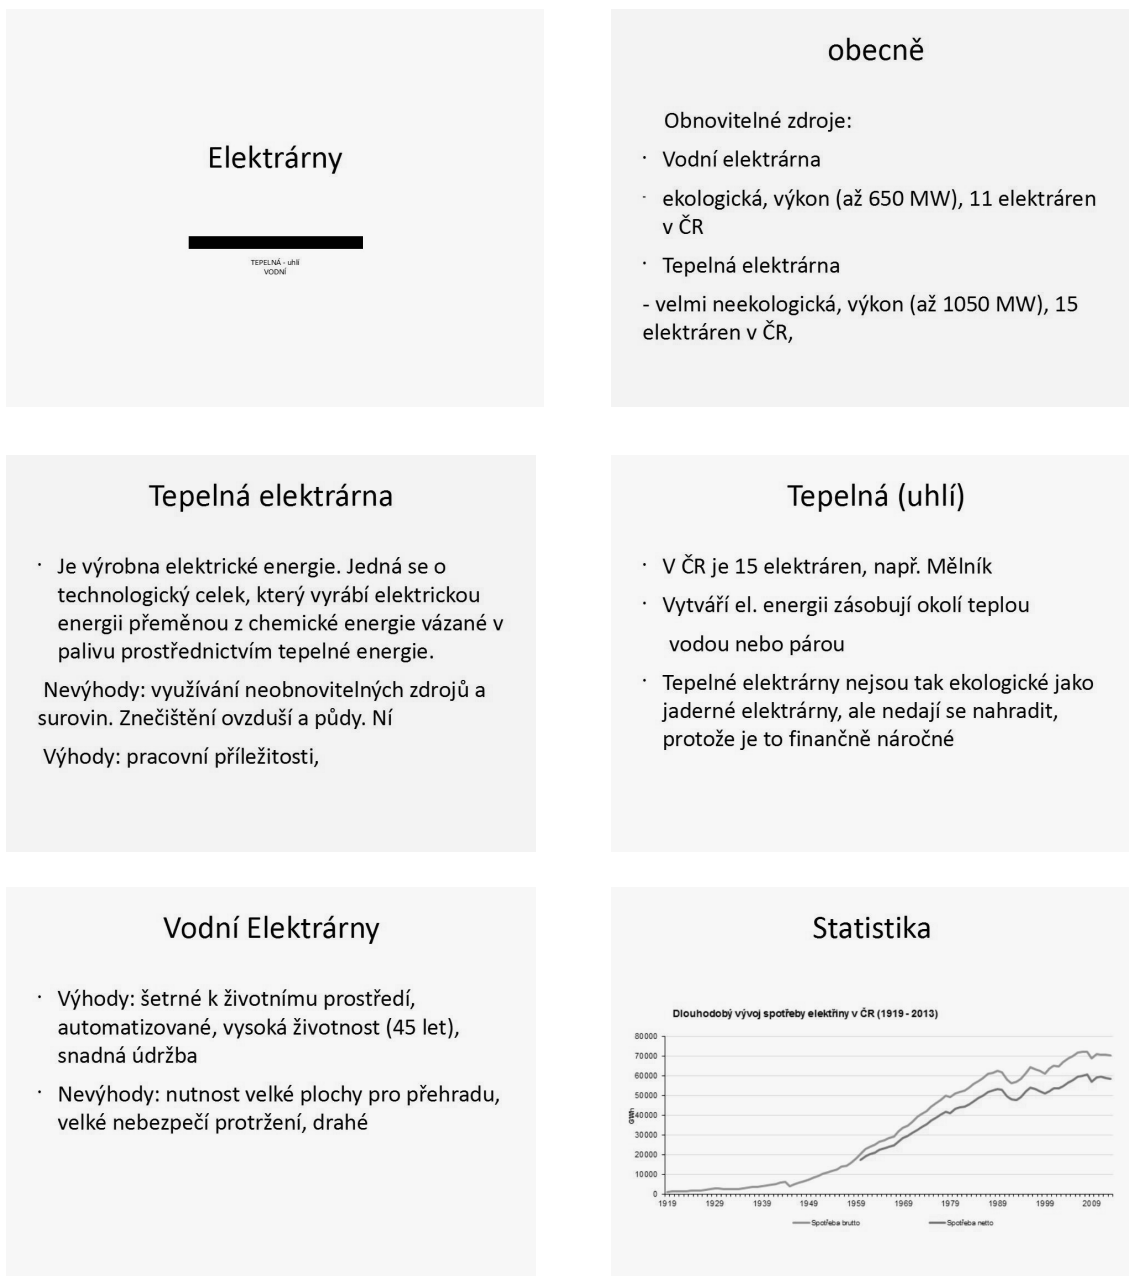 Elektrárny
TEPELNÁ - uhlí
VODNÍ
obecně
Obnovitelné zdroje:
· Vodní elektrárna
- ekologická, výkon (až 650 MW), 11 elektráren
v ČR
· Tepelná elektrárna
- velmi neekologická, výkon (až 1050 MW), 15
elektráren v ČR,
Tepelná elektrárna
· Je výrobna elektrické energie. Jedná se o
technologický celek, který vyrábí elektrickou
energii přeměnou z chemické energie vázané v
palivu prostřednictvím tepelné energie.
Nevýhody: využívání neobnovitelných zdrojů a
surovin. Znečištění ovzduší a půdy. Ní
Výhody: pracovní příležitosti,
Tepelná (uhlí)
· V ČR je 15 elektráren, např. Mělník
· Vytváří el. energii zásobují okolí teplou
vodou nebo párou
· Tepelné elektrárny nejsou tak ekologické jako
jaderné elektrárny, ale nedají se nahradit,
protože je to finančně náročné
Vodní Elektrárny
· Výhody: šetrné k životnímu prostředí,
automatizované, vysoká životnost (45 let),
snadná údržba
· Nevýhody: nutnost velké plochy pro přehradu,
velké nebezpečí protržení, drahé
Statistika
Dlouhodobý vývoj spotřeby elektřiny v ČR (1919 - 2013)
80000
70000
60000
50000
40000
30000
20000
10000
0
GWh
1919 1929 1939 1949 1959 1969 1979 1989 1999 2009
Spotřeba brutto Spotřeba netto